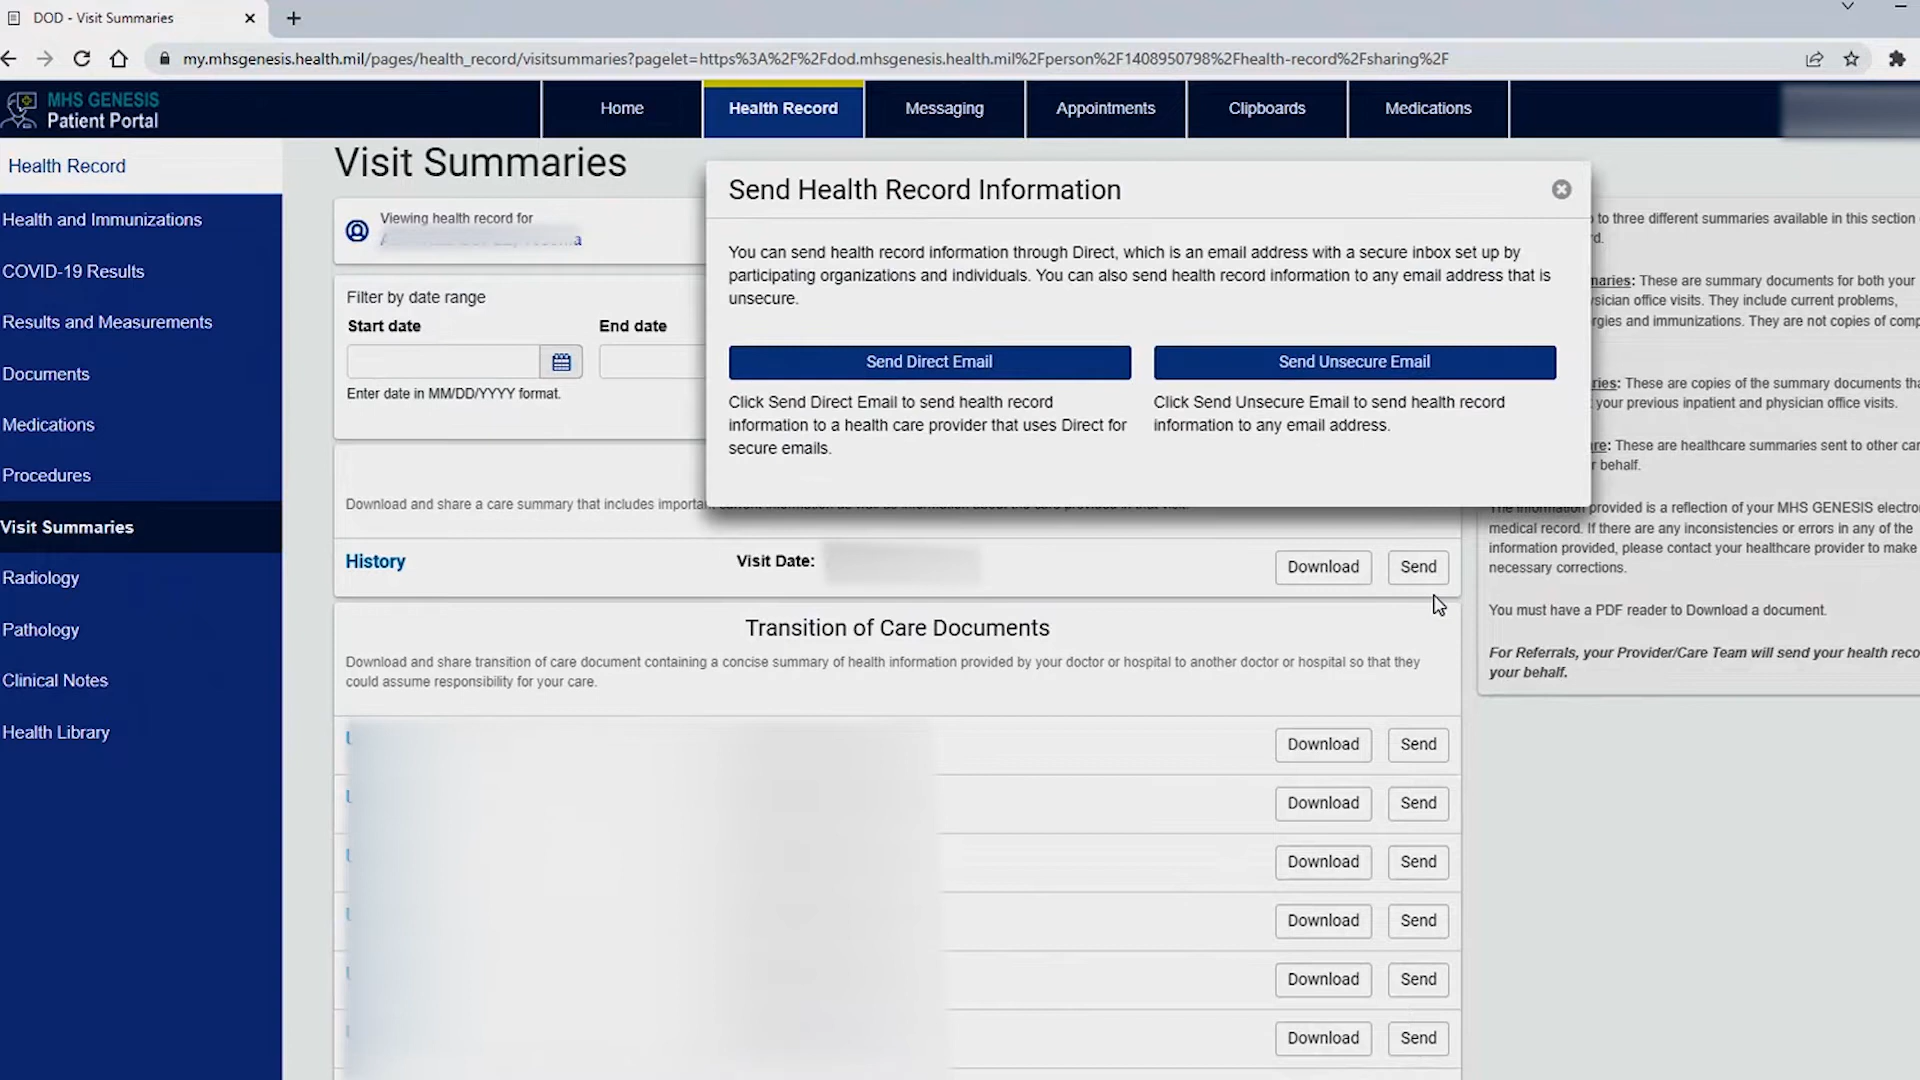 DOD - Visit Summaries
my.mhsgenesis.health.mil/pages/health_record/visitsummaries?pagelet=https%3A%2F%2Fdod.mhsgenesis.health.mil%2Fperson%2F1408950798%2Fhealth-record%2Fsharing%2F
MHS GENESIS
Patient Portal
Home
Health Record
Messaging
Appointments
Clipboards
Medications
Health Record
Health and Immunizations
COVID-19 Results
Results and Measurements
Documents
Medications
Procedures
Visit Summaries
Radiology
Pathology
Clinical Notes
Health Library
Visit Summaries
Viewing health record for
Filter by date range
Start date
End date
Enter date in MM/DD/YYYY format.
Send Health Record Information
You can send health record information through Direct, which is an email address with a secure inbox set up by
participating organizations and individuals. You can also send health record information to any email address that is
unsecure.
Send Direct Email
Send Unsecure Email
Click Send Direct Email to send health record
information to a health care provider that uses Direct for
secure emails.
Click Send Unsecure Email to send health record
information to any email address.
Download and share a care summary that includes important current information as well as information about the care provided in that visit.
History
Visit Date:
Download
Send
Transition of Care Documents
Download and share transition of care document containing a concise summary of health information provided by your doctor or hospital to another doctor or hospital so that they
could assume responsibility for your care.
Download
Send
Download
Send
Download
Send
Download
Send
Download
Send
Download
Send
to three different summaries available in this section
These are summary documents for both your
office visits. They include current problems,
and immunizations. They are not copies of
These are copies of the summary documents
your previous inpatient and physician office visits.
These are healthcare summaries sent to other
behalf.
The information provided is a reflection of your MHS GENESIS
medical record. If there are any inconsistencies or errors in any of the
information provided, please contact your healthcare provider to make
necessary corrections.
You must have a PDF reader to Download a document.
For Referrals, your Provider/Care Team will send your health
your behalf.